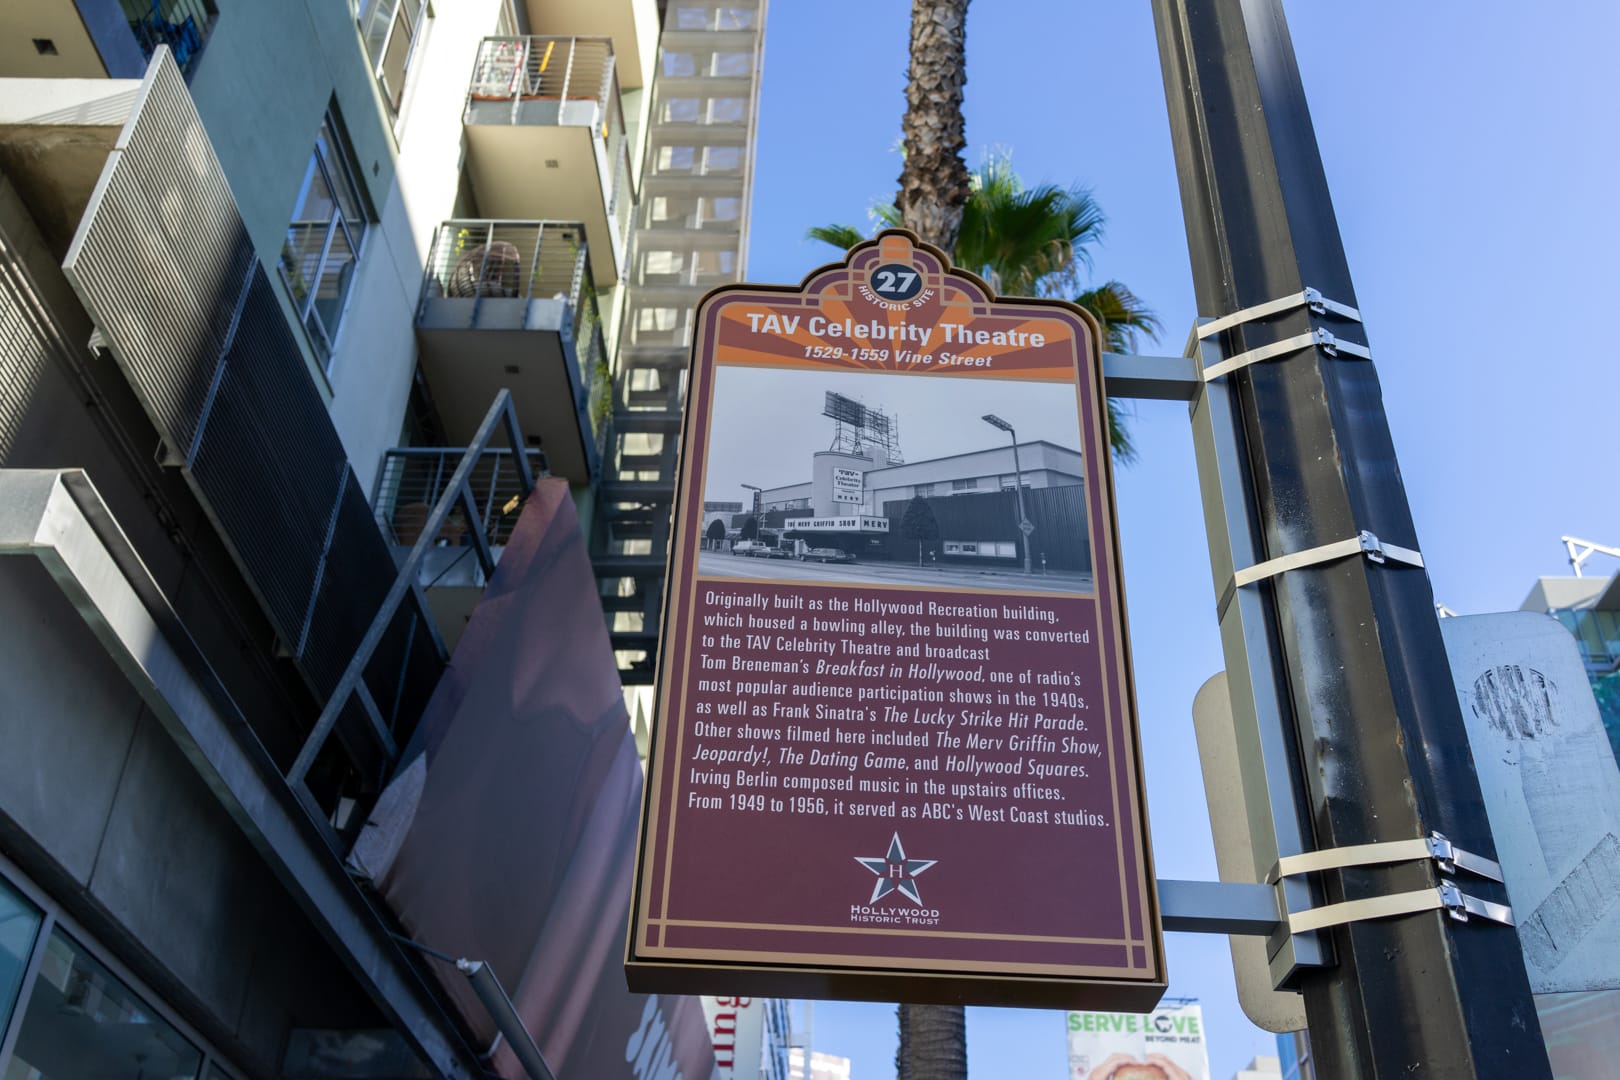 27
HISTORIC SITE
TAV Celebrity Theatre
1529-1559 Vine Street
TAV
Celebrity
Theater
MERV
THE MERV GRIFFIN SHOW MERV
Originally built as the Hollywood Recreation building,
which housed a bowling alley, the building was converted
to the TAV Celebrity Theatre and broadcast
Tom Breneman's Breakfast in Hollywood, one of radio's
most popular audience participation shows in the 1940s,
as well as Frank Sinatra's The Lucky Strike Hit Parade.
Other shows filmed here included The Merv Griffin Show,
Jeopardy!, The Dating Game, and Hollywood Squares.
Irving Berlin composed music in the upstairs offices.
From 1949 to 1956, it served as ABC's West Coast studios.
H
HOLLYWOOD
HISTORIC TRUST
SERVE LOVE
BEYOND MEAT